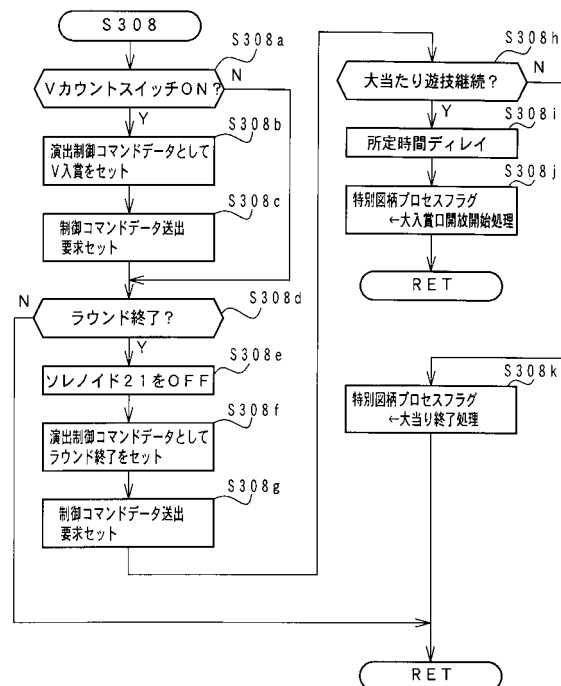 S308
S308a
VカウントスイッチON?
N
Y
S308b
演出制御コマンドデータとして
V入賞をセット
S308c
制御コマンドデータ送出
要求セット
N
S308d
ラウンド終了?
Y
S308e
ソレノイド21をOFF
S308f
演出制御コマンドデータとして
ラウンド終了をセット
S308g
制御コマンドデータ送出
要求セット
S308h
大当たり遊技継続?
N
Y
S308i
所定時間ディレイ
S308j
特別図柄プロセスフラグ
←大入賞口開放開始処理
RET
S308k
特別図柄プロセスフラグ
←大当り終了処理
RET